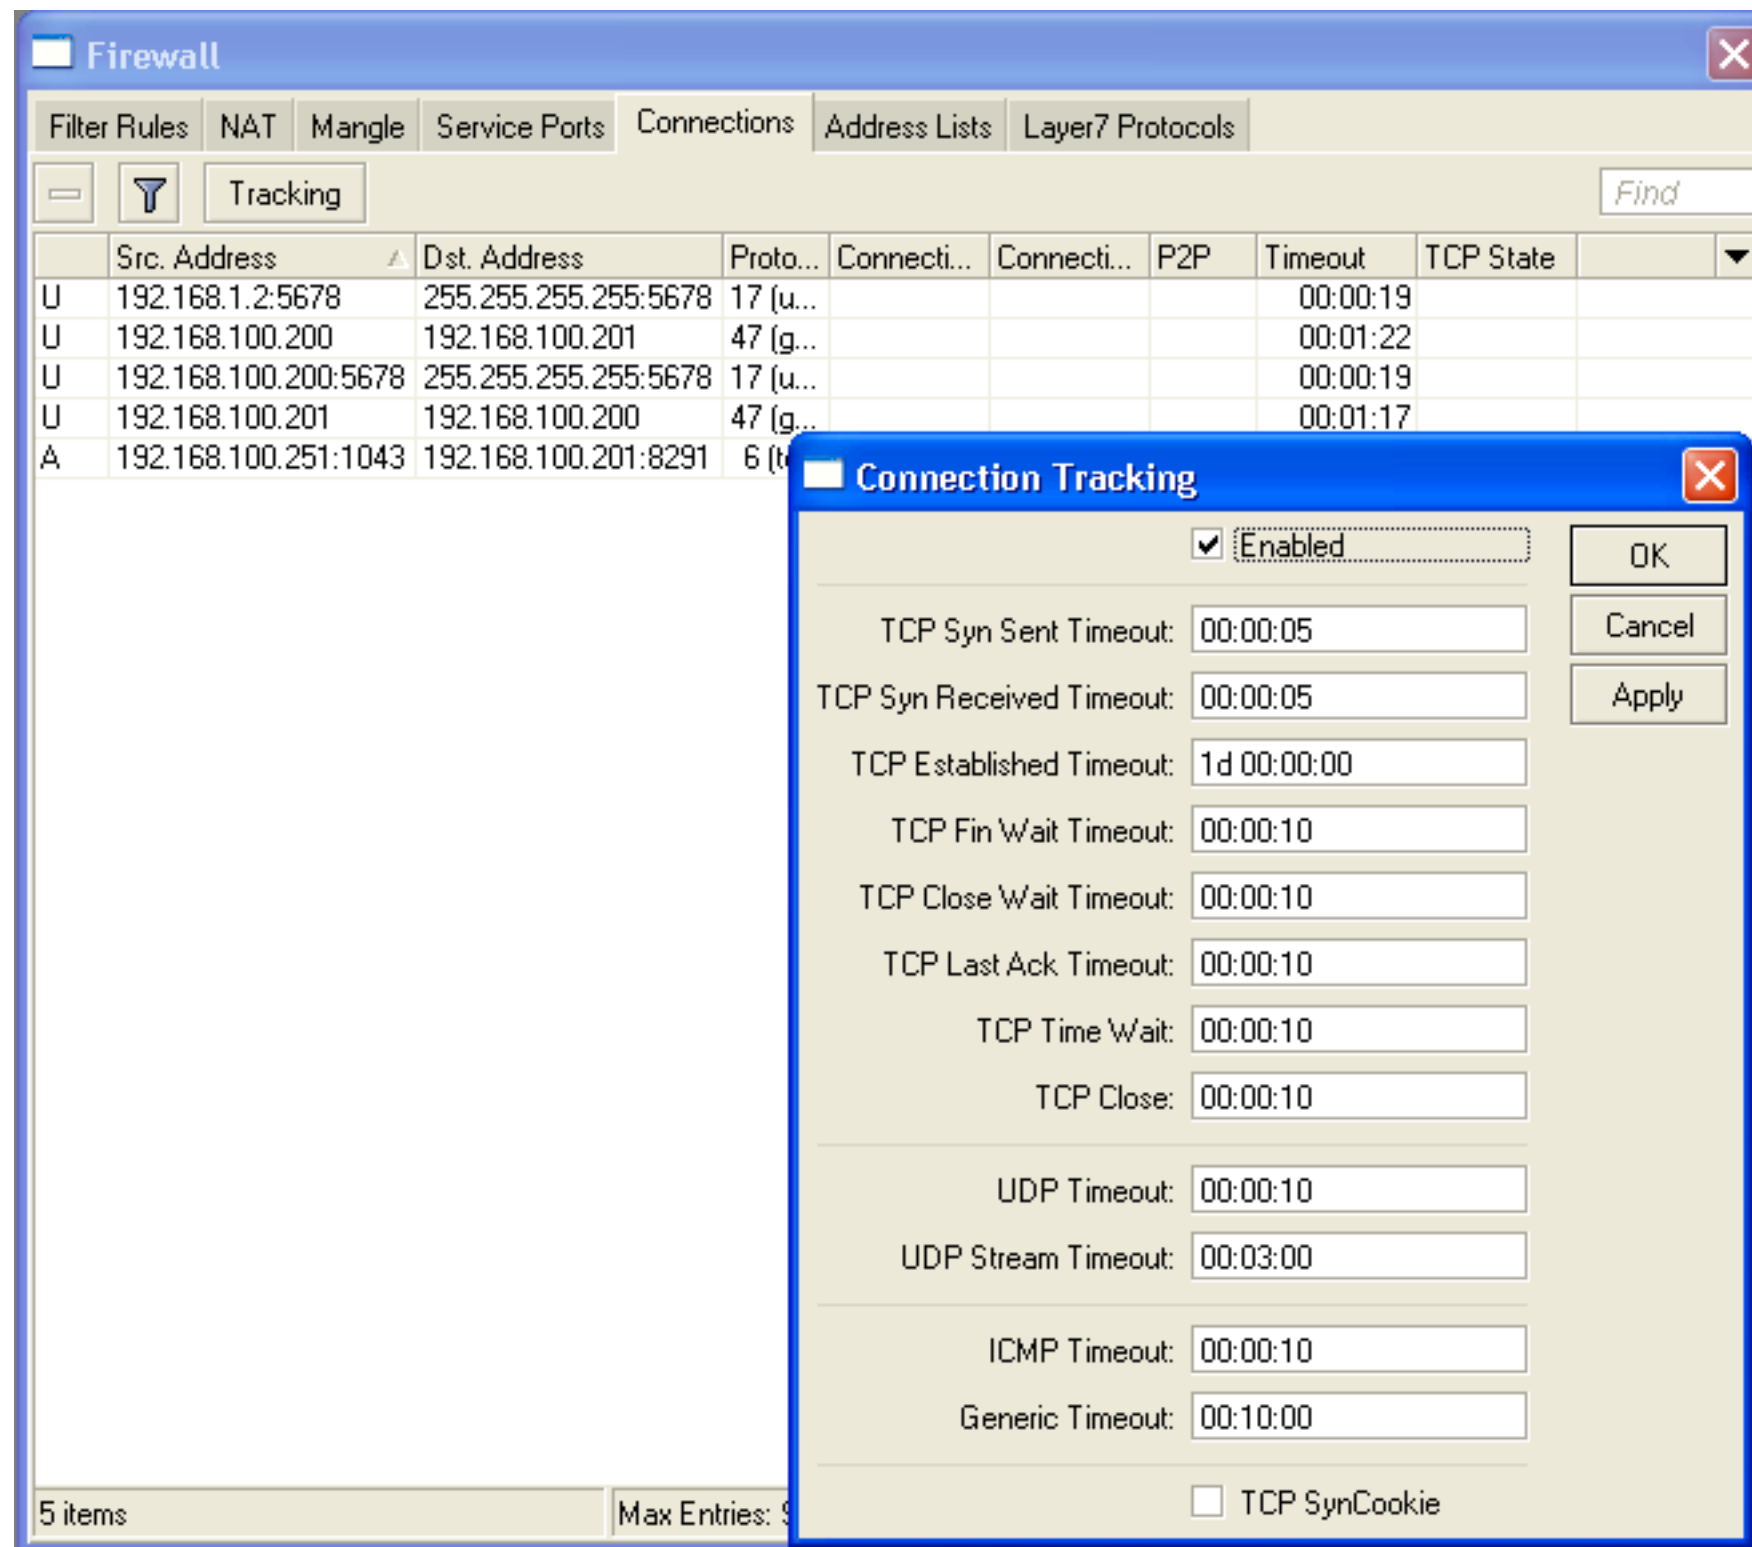 Firewall
Filter Rules NAT Mangle Service Ports Connections Address Lists Layer7 Protocols
Tracking Find
Src. Address Dst. Address Proto... Connecti... Connecti... P2P Timeout TCP State
U 192.168.1.2:5678 255.255.255.255:5678 17 (u... 00:00:19
U 192.168.100.200 192.168.100.201 47 (g... 00:01:22
U 192.168.100.200:5678 255.255.255.255:5678 17 (u... 00:00:19
U 192.168.100.201 192.168.100.200 47 (g... 00:01:17
A 192.168.100.251:1043 192.168.100.201:8291 6 (t
Connection Tracking
Enabled
OK
TCP Syn Sent Timeout: 00:00:05
Cancel
TCP Syn Received Timeout: 00:00:05
Apply
TCP Established Timeout: 1d 00:00:00
TCP Fin Wait Timeout: 00:00:10
TCP Close Wait Timeout: 00:00:10
TCP Last Ack Timeout: 00:00:10
TCP Time Wait: 00:00:10
TCP Close: 00:00:10
UDP Timeout: 00:00:10
UDP Stream Timeout: 00:03:00
ICMP Timeout: 00:00:10
Generic Timeout: 00:10:00
TCP SynCookie
5 items Max Entries: